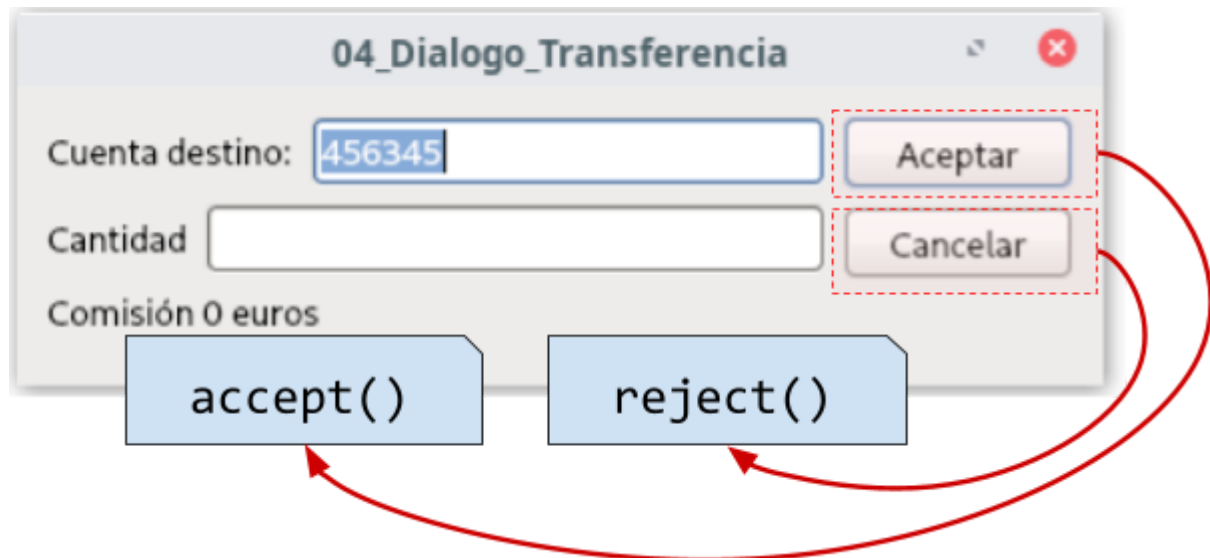 04_Dialogo_Transferencia
Cuenta destino: 456345 Aceptar
Cantidad Cancelar
Comisión 0 euros
accept() reject()